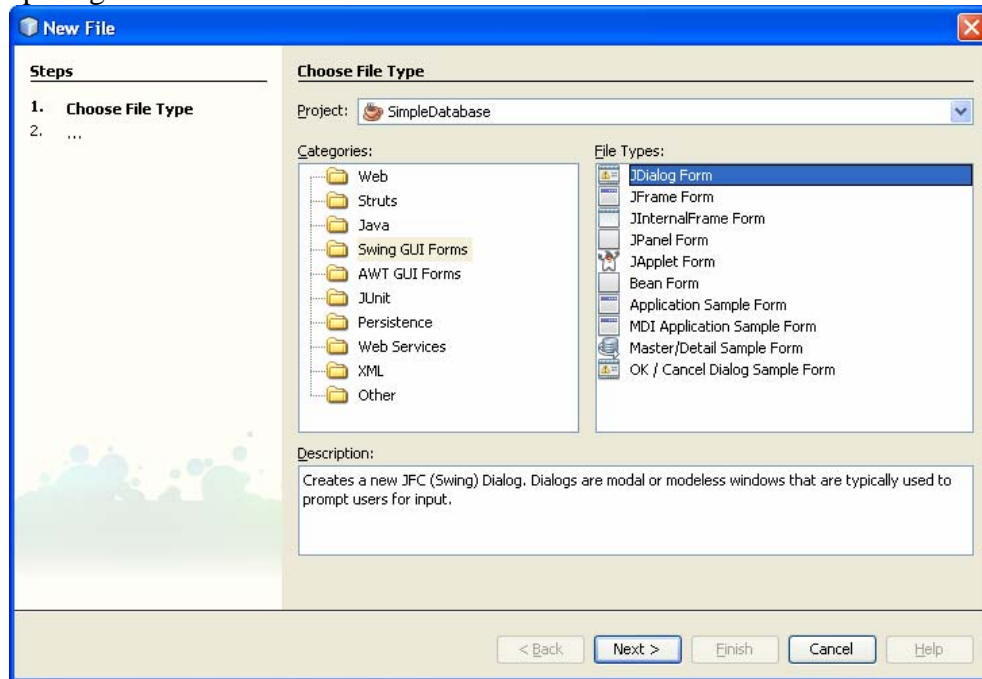 New File
Steps
1. Choose File Type
2. ...
Choose File Type
Project: SimpleDatabase
Categories:
Web
Struts
Java
Swing GUI Forms
AWT GUI Forms
JUnit
Persistence
Web Services
XML
Other
File Types:
JDialog Form
JFrame Form
JInternalFrame Form
JPanel Form
JApplet Form
Bean Form
Application Sample Form
MDI Application Sample Form
Master/Detail Sample Form
OK / Cancel Dialog Sample Form
Description:
Creates a new JFC (Swing) Dialog. Dialogs are modal or modeless windows that are typically used to
prompt users for input.
< Back Next > Finish Cancel Help